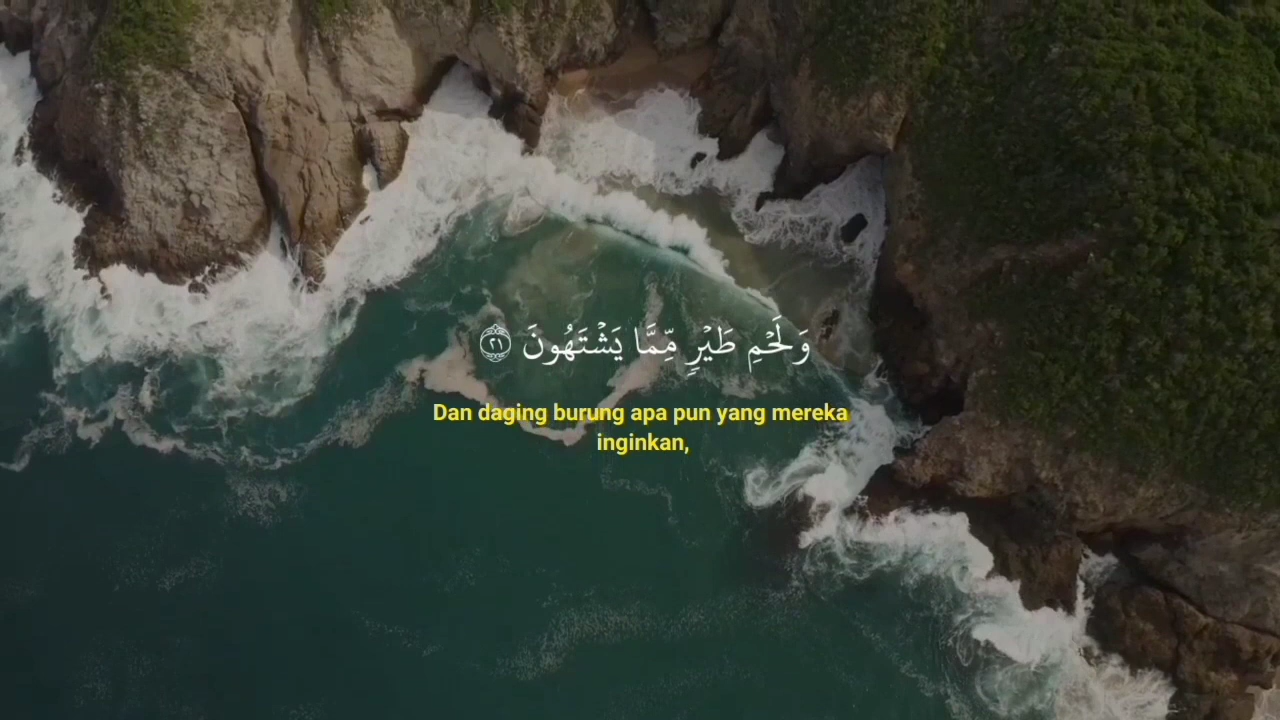 وَلَحْمِ طَيْرٍ مِّمَّا يَشْتَهُونَ ٢١
Dan daging burung apa pun yang mereka
inginkan,